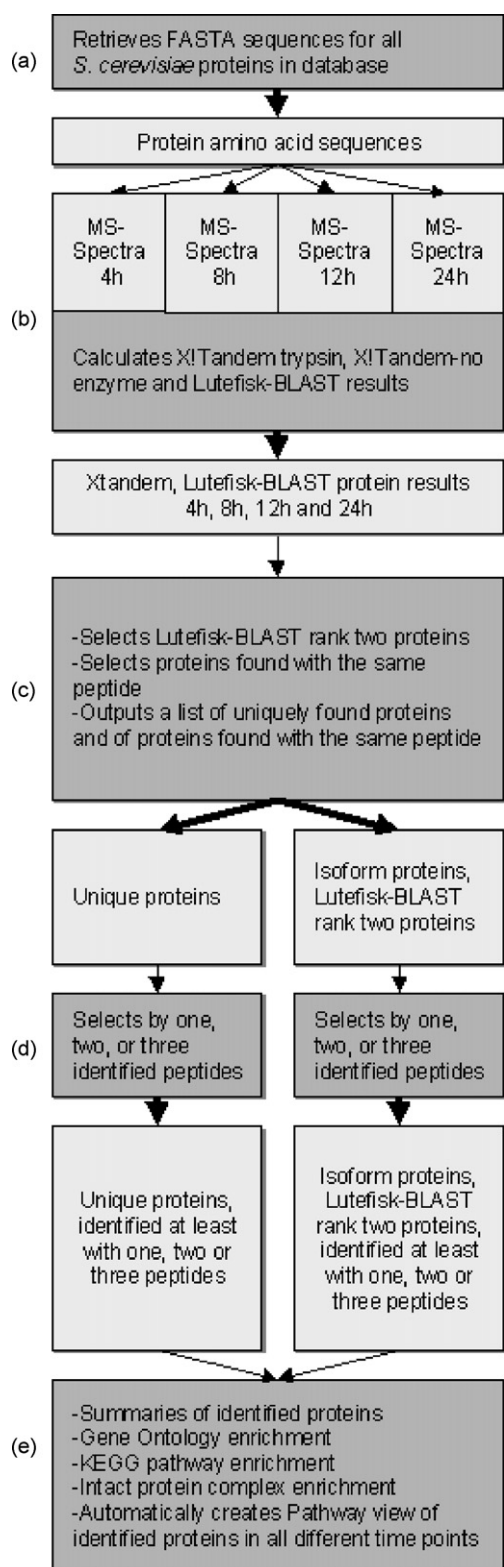 (a)
Retrieves FASTA sequences for all
S. cerevisiae proteins in database
Protein amino acid sequences
MS-
Spectra
4h
MS-
Spectra
8h
MS-
Spectra
12h
MS-
Spectra
24h
(b)
Calculates X!Tandem trypsin, X!Tandem-no
enzyme and Lutefisk-BLAST results
Xtandem, Lutefisk-BLAST protein results
4h, 8h, 12h and 24h
(c)
-Selects Lutefisk-BLAST rank two proteins
-Selects proteins found with the same
peptide
-Outputs a list of uniquely found proteins
and of proteins found with the same peptide
Unique proteins
Isoform proteins,
Lutefisk-BLAST
rank two proteins
(d)
Selects by one,
two, or three
identified peptides
Selects by one,
two, or three
identified peptides
Unique proteins,
identified at least
with one, two or
three peptides
Isoform proteins,
Lutefisk-BLAST
rank two proteins,
identified at least
with one, two or
three peptides
(e)
-Summaries of identified proteins
-Gene Ontology enrichment
-KEGG pathway enrichment
-Intact protein complex enrichment
-Automatically creates Pathway view of
identified proteins in all different time points